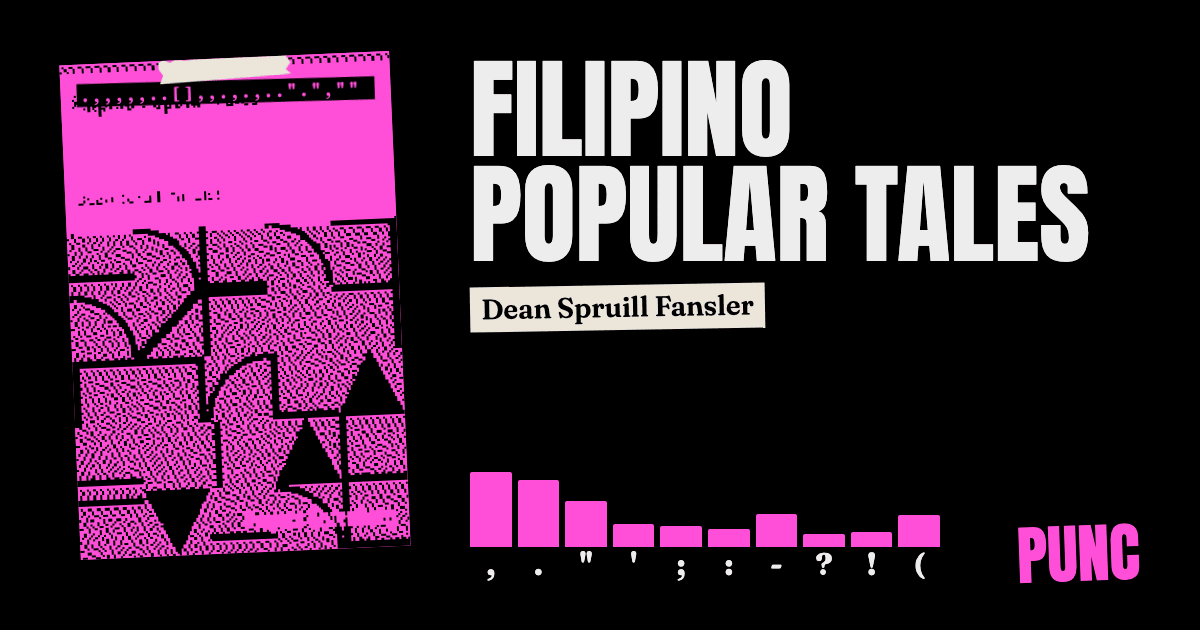 ,,,,,,..[],,,.,.,..".",""
FILIPINO
POPULAR TALES
Dean Spruill Fansler
, . " ' ; : - ? ! (
PUNC